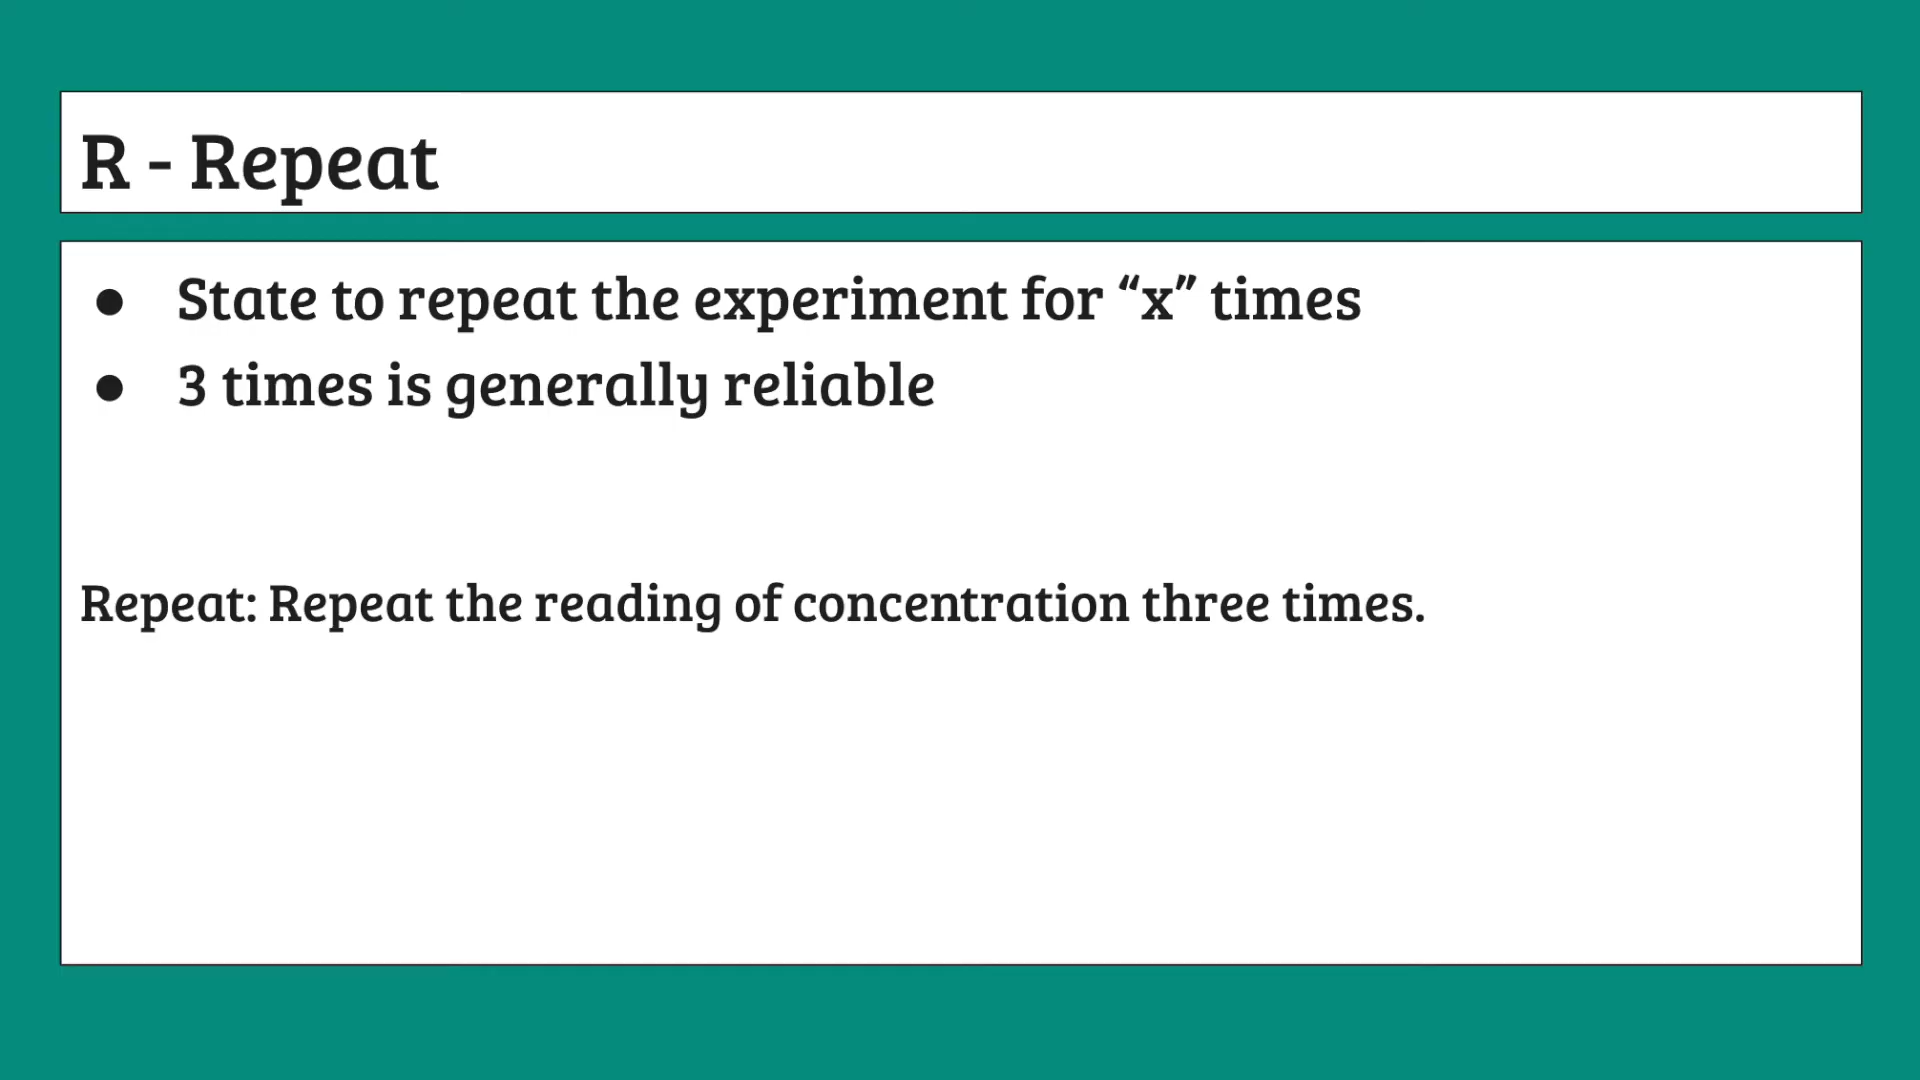 R - Repeat
● State to repeat the experiment for “x” times
● 3 times is generally reliable
Repeat: Repeat the reading of concentration three times.